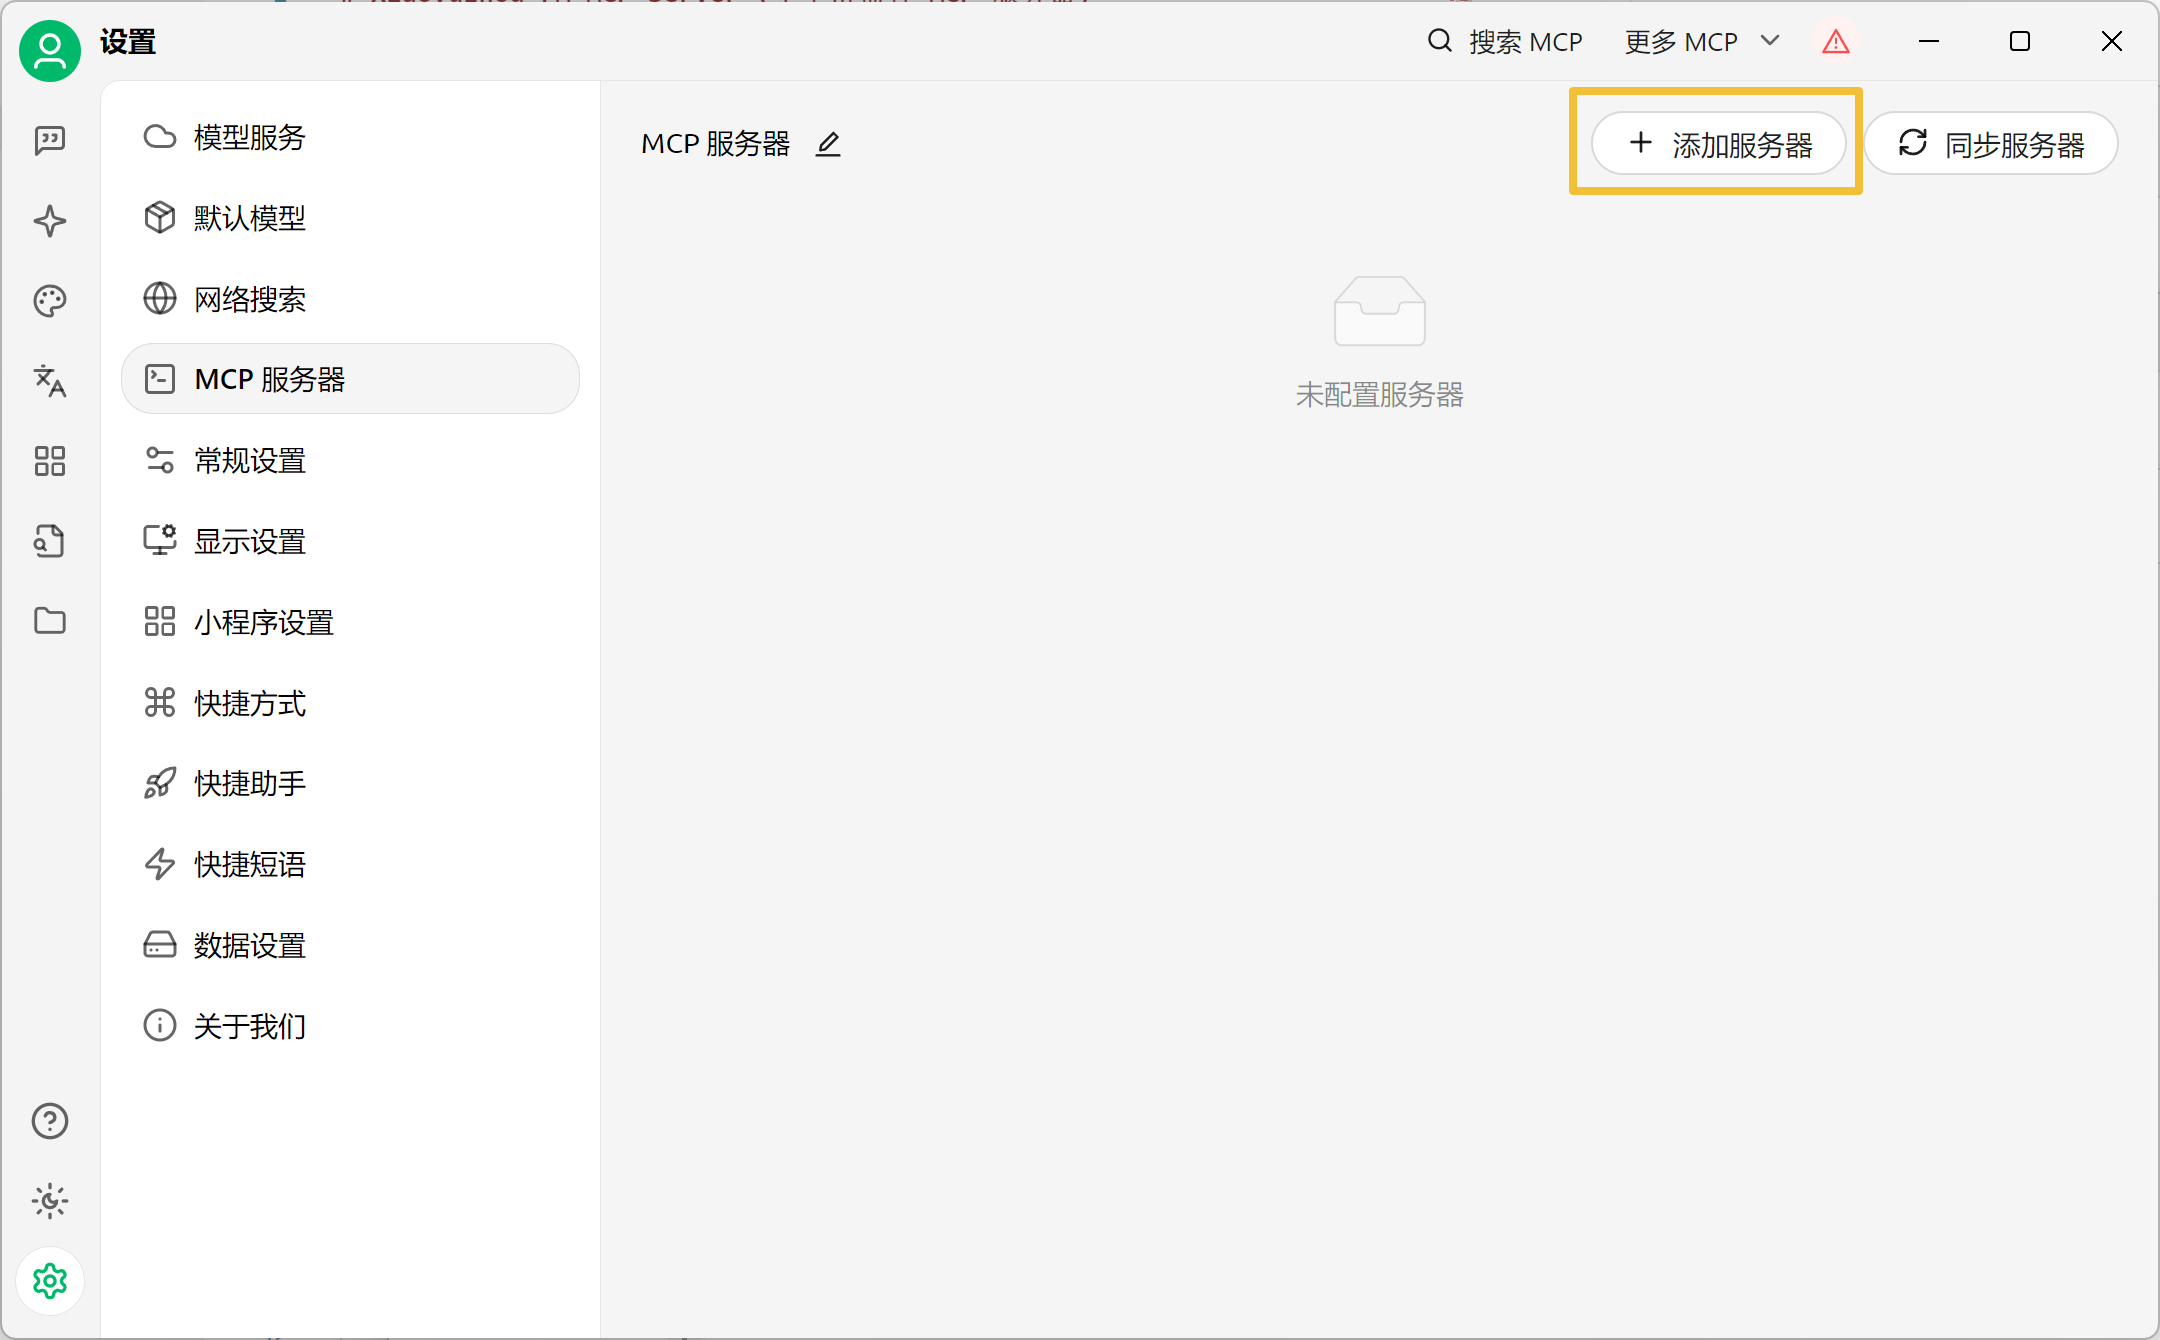 设置
搜索 MCP
更多 MCP
模型服务
默认模型
网络搜索
MCP 服务器
常规设置
显示设置
小程序设置
快捷方式
快捷助手
快捷短语
数据设置
关于我们
MCP 服务器
添加服务器
同步服务器
未配置服务器